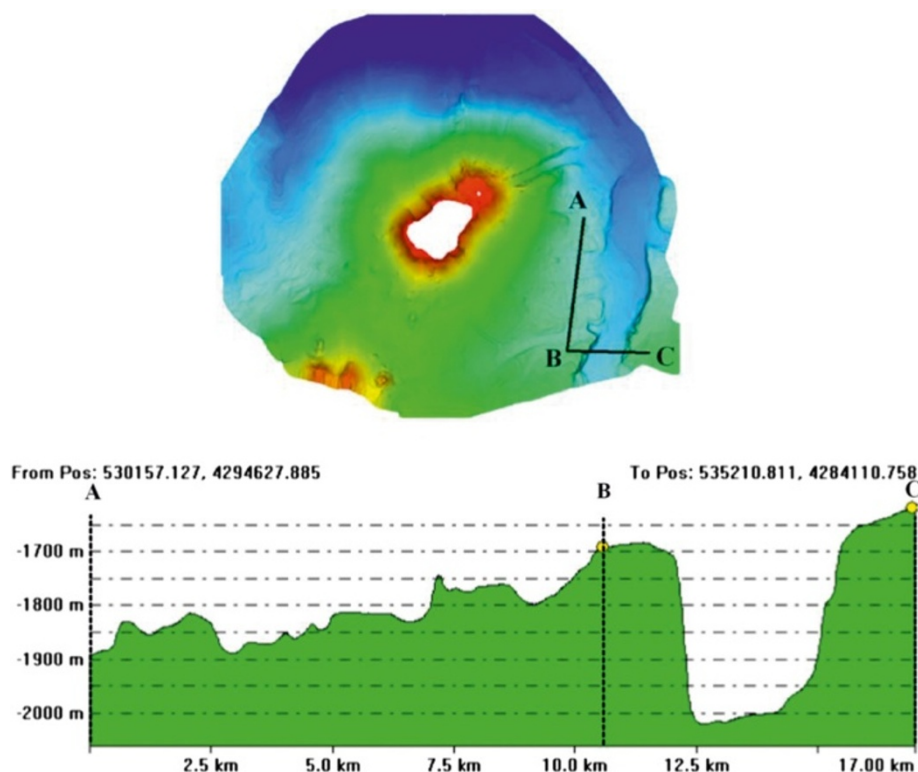 A
B C
From Pos: 530157.127, 4294627.885 To Pos: 535210.811, 4284110.758
A B C
-1700 m
-1800 m
-1900 m
-2000 m
2.5 km 5.0 km 7.5 km 10.0 km 12.5 km 17.00 km